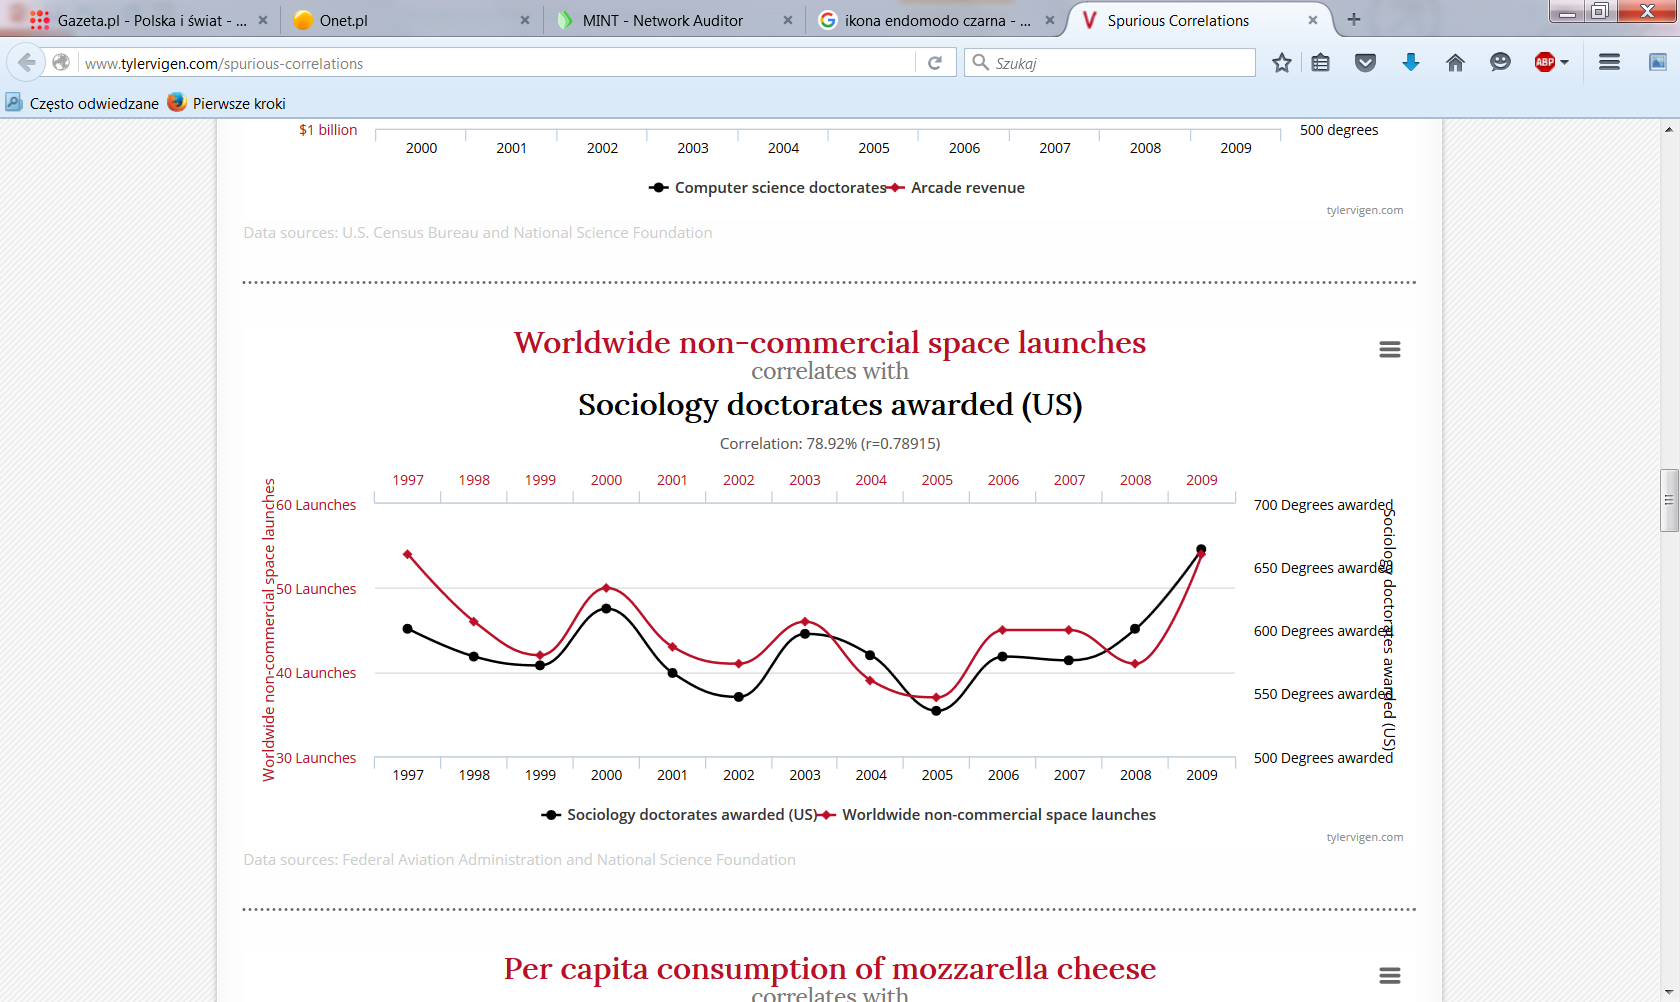 Gazeta.pl - Polska i świat - ...
Onet.pl
MINT - Network Auditor
ikona endomodo czarna - ...
Spurious Correlations
www.tylervigen.com/spurious-correlations
Szukaj
ABP
Często odwiedzane
Pierwsze kroki
$1 billion
500 degrees
2000 2001 2002 2003 2004 2005 2006 2007 2008 2009
Computer science doctorates Arcade revenue
tylervigen.com
Data sources: U.S. Census Bureau and National Science Foundation
Worldwide non-commercial space launches
correlates with
Sociology doctorates awarded (US)
Correlation: 78.92% (r=0.78915)
1997 1998 1999 2000 2001 2002 2003 2004 2005 2006 2007 2008 2009
Worldwide non-commercial space launches
60 Launches
50 Launches
40 Launches
30 Launches
700 Degrees awarded
650 Degrees awarded
600 Degrees awarded
550 Degrees awarded
500 Degrees awarded
Sociology doctorates awarded (US)
1997 1998 1999 2000 2001 2002 2003 2004 2005 2006 2007 2008 2009
Sociology doctorates awarded (US) Worldwide non-commercial space launches
tylervigen.com
Data sources: Federal Aviation Administration and National Science Foundation
Per capita consumption of mozzarella cheese
correlates with